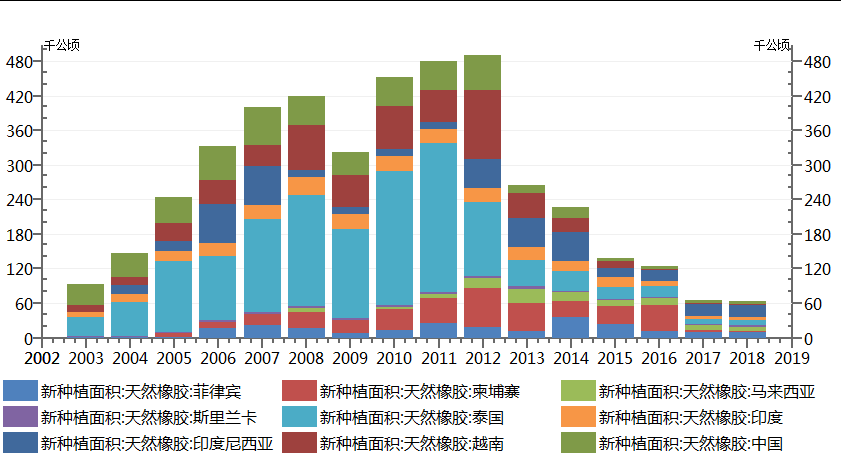 千公顷 千公顷
480 480
420 420
360 360
300 300
240 240
180 180
120 120
60 60
0 0
2002 2003 2004 2005 2006 2007 2008 2009 2010 2011 2012 2013 2014 2015 2016 2017 2018 2019
新种植面积:天然橡胶:菲律宾 新种植面积:天然橡胶:柬埔寨 新种植面积:天然橡胶:马来西亚
新种植面积:天然橡胶:斯里兰卡 新种植面积:天然橡胶:泰国 新种植面积:天然橡胶:印度
新种植面积:天然橡胶:印度尼西亚 新种植面积:天然橡胶:越南 新种植面积:天然橡胶:中国